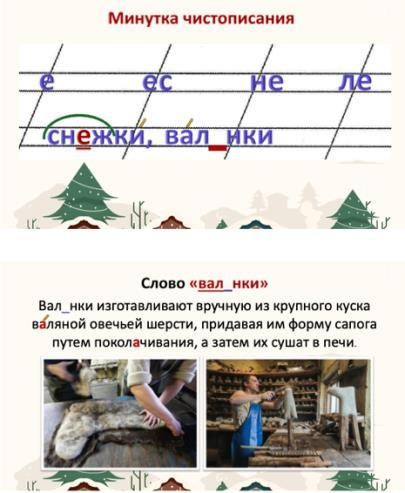 Минутка чистописания
е ес не ле
снежки, вал_нки
Слово «вал_нки»
Вал_нки изготавливают вручную из крупного куска
валяной овечьей шерсти, придавая им форму сапога
путем поколачивания, а затем их сушат в печи.